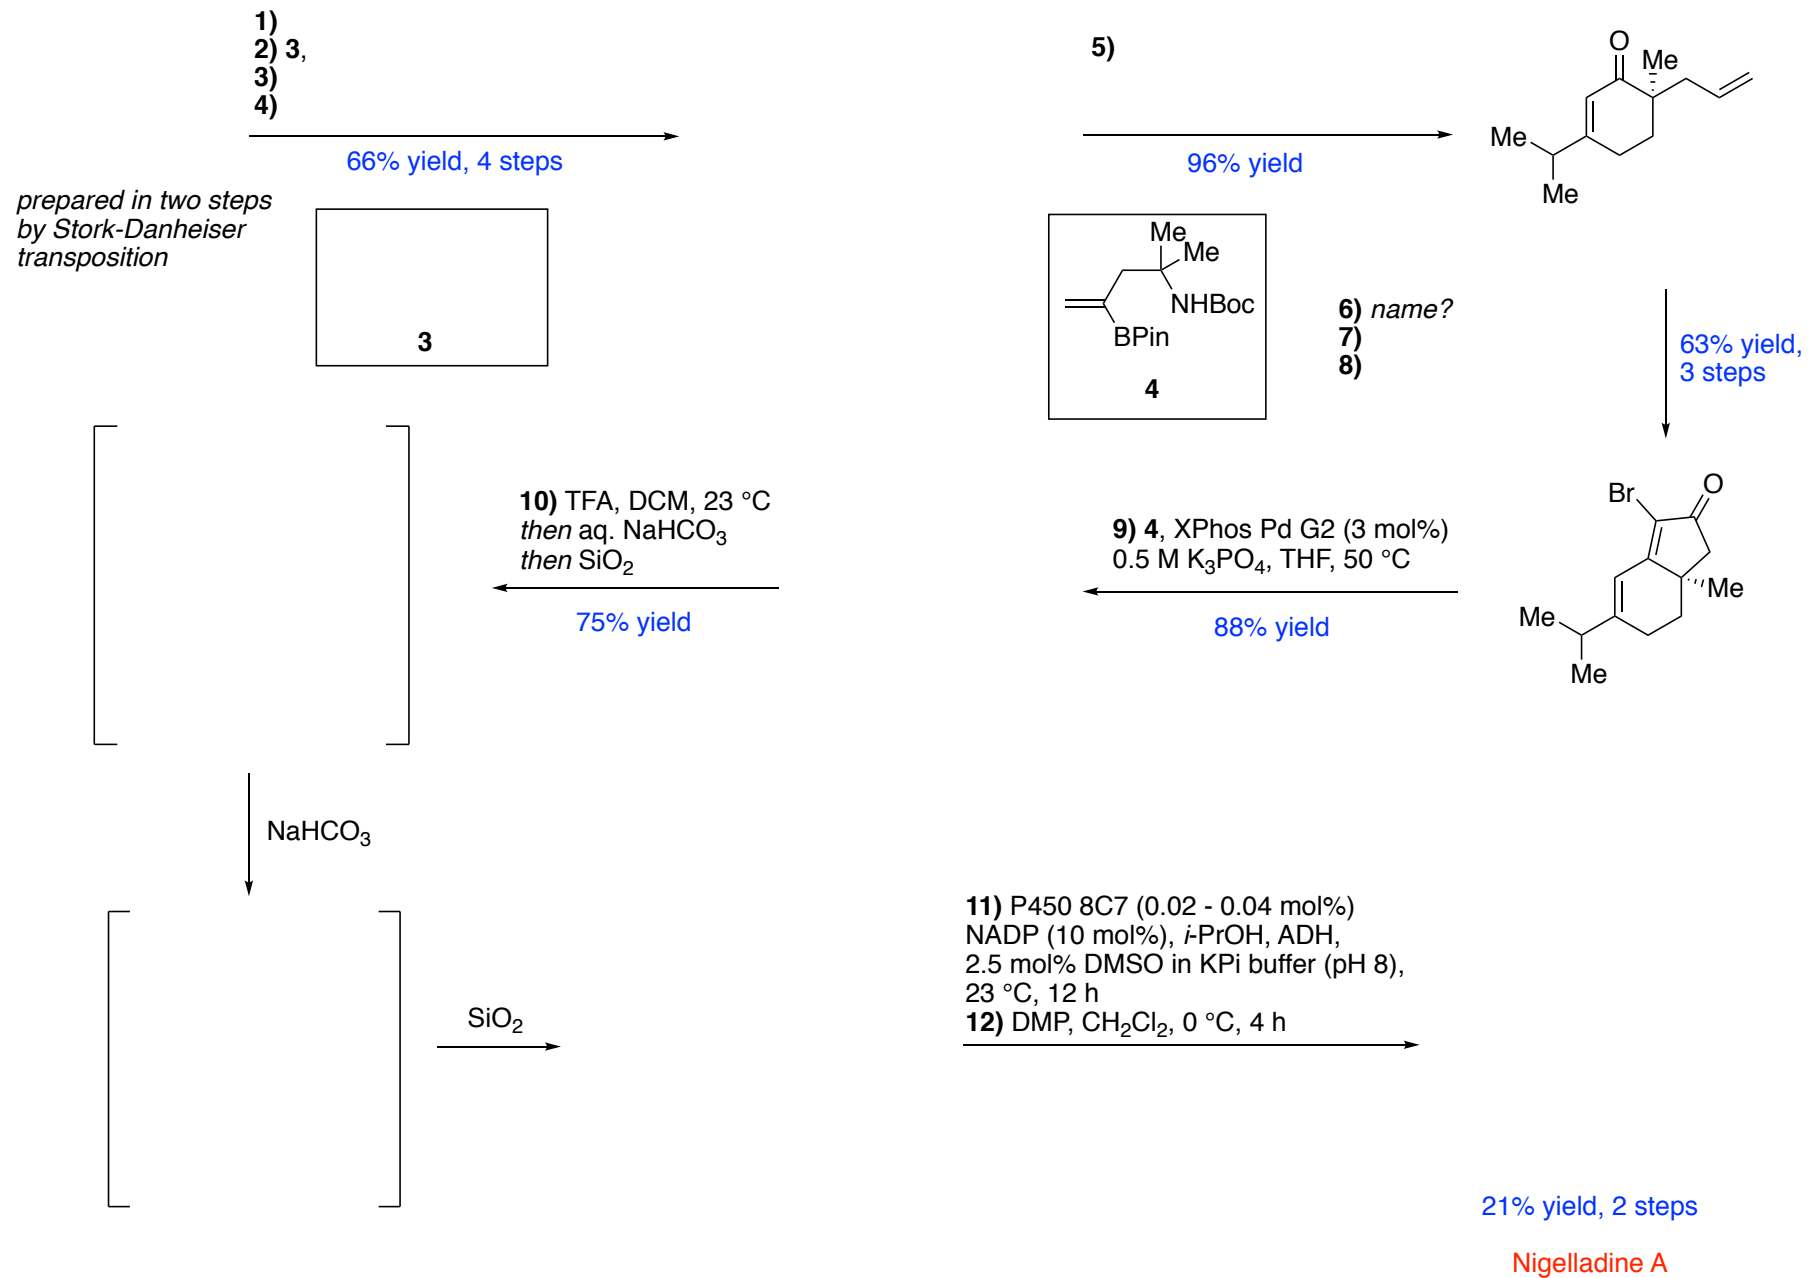 1)
2) 3,
3)
4)
66% yield, 4 steps
prepared in two steps
by Stork-Danheiser
transposition
3
5)
96% yield
O
Me
Me
Me
Me
Me
NHBoc
BPin
4
6) name?
7)
8)
63% yield,
3 steps
Br
O
Me
Me
Me
9) 4, XPhos Pd G2 (3 mol%)
0.5 M K3PO4, THF, 50 °C
88% yield
10) TFA, DCM, 23 °C
then aq. NaHCO3
then SiO2
75% yield
NaHCO3
SiO2
11) P450 8C7 (0.02 - 0.04 mol%)
NADP (10 mol%), i-PrOH, ADH,
2.5 mol% DMSO in KPi buffer (pH 8),
23 °C, 12 h
12) DMP, CH2Cl2, 0 °C, 4 h
21% yield, 2 steps
Nigelladine A